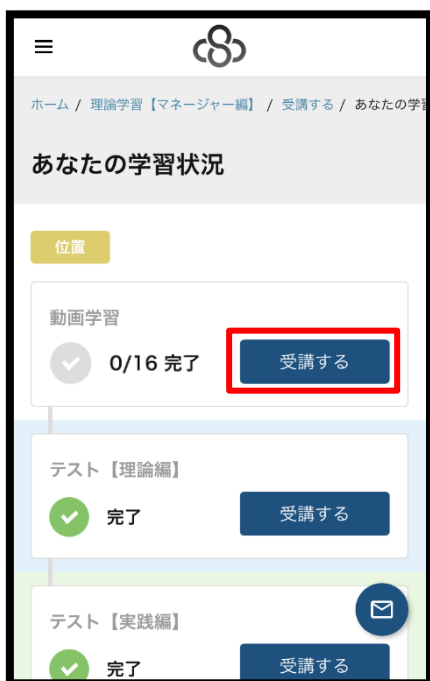 ホーム / 理論学習【マネージャー編】 / 受講する / あなたの学習
あなたの学習状況
位置
動画学習
0/16 完了
受講する
テスト【理論編】
完了
受講する
テスト【実践編】
完了
受講する